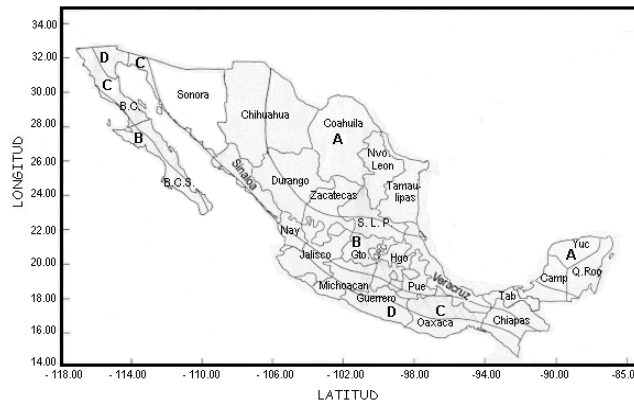 34.00
32.00
30.00
28.00
26.00
24.00
22.00
20.00
18.00
16.00
14.00
LONGITUD
D
C
C
B.C.
B
B.C.S.
Sonora
Chihuahua
Coahuila
A
Nvo.
Leon
Tamau-
lipas
Sinaloa
Durango
Zacatecas
S. L. P.
Nay
B
Gto.
Hgo
Jalisco
Michoacan
Pue
Veracruz
Guerrero
D
C
Oaxaca
Tab
Chiapas
Camp
Yuc
A
Q. Roo
- 118.00 - 114.00 - 110.00 - 106.00 - 102.00 -98.00 -94.00 -90.00 -85.00
LATITUD